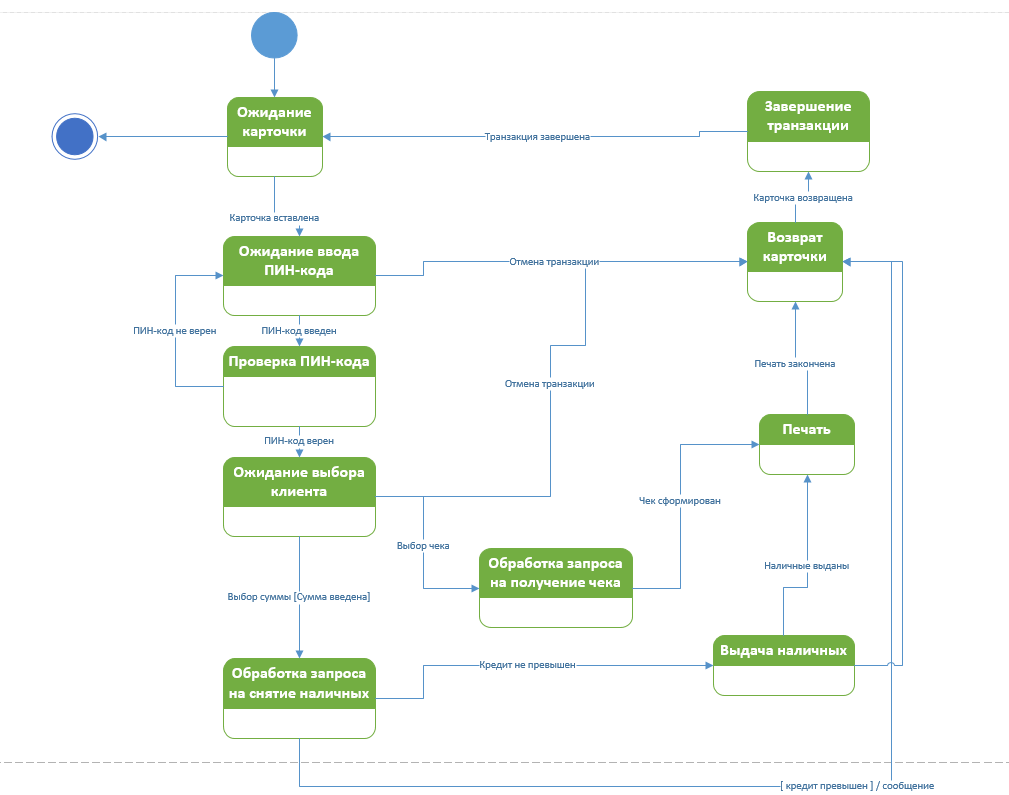 Ожидание
карточки
Завершение
транзакции
Транзакция завершена
Карточка возвращена
Карточка вставлена
Возврат
карточки
Ожидание ввода
ПИН-кода
Отмена транзакции
ПИН-код не верен
ПИН-код введен
Проверка ПИН-кода
Печать закончена
Отмена транзакции
Печать
ПИН-код верен
Ожидание выбора
клиента
Чек сформирован
Выбор чека
Обработка запроса
на получение чека
Наличные выданы
Выбор суммы [Сумма введена]
Выдача наличных
Кредит не превышен
Обработка запроса
на снятие наличных
[ кредит превышен ] / сообщение